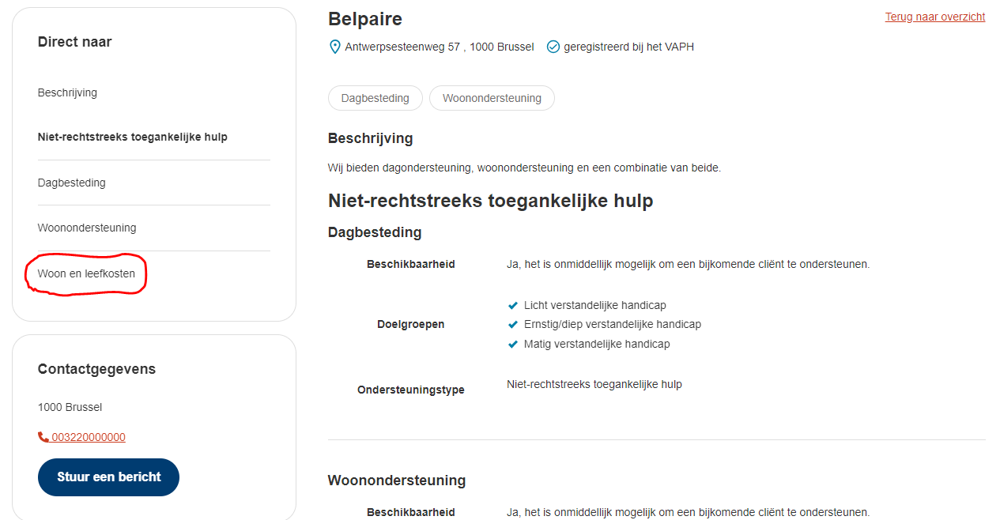 Direct naar
Beschrijving
Niet-rechtstreeks toegankelijke hulp
Dagbesteding
Woonondersteuning
Woon en leefkosten
Contactgegevens
1000 Brussel
003220000000
Stuur een bericht
Belpaire
Terug naar overzicht
Antwerpsesteenweg 57 , 1000 Brussel geregistreerd bij het VAPH
Dagbesteding Woonondersteuning
Beschrijving
Wij bieden dagondersteuning, woonondersteuning en een combinatie van beide.
Niet-rechtstreeks toegankelijke hulp
Dagbesteding
Beschikbaarheid Ja, het is onmiddellijk mogelijk om een bijkomende cliënt te ondersteunen.
Doelgroepen
Licht verstandelijke handicap
Ernstig/diep verstandelijke handicap
Matig verstandelijke handicap
Ondersteuningstype Niet-rechtstreeks toegankelijke hulp
Woonondersteuning
Beschikbaarheid Ja, het is onmiddellijk mogelijk om een bijkomende cliënt te ondersteunen.